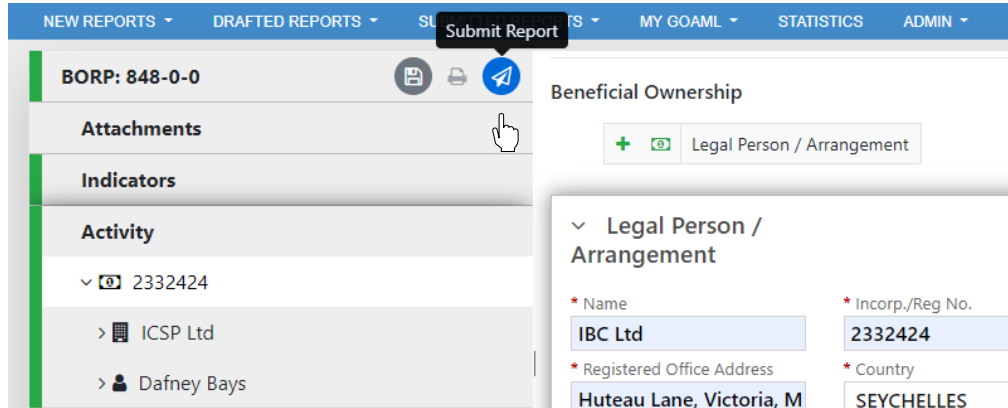 NEW REPORTS DRAFTED REPORTS SU TS MY GOAML STATISTICS ADMIN
Submit Report
BORP: 848-0-0
Attachments
Indicators
Activity
2332424
ICSP Ltd
Dafney Bays
Beneficial Ownership
+ Legal Person / Arrangement
Legal Person /
Arrangement
* Name * Incorp./Reg No.
IBC Ltd 2332424
* Registered Office Address * Country
Huteau Lane, Victoria, M SEYCHELLES